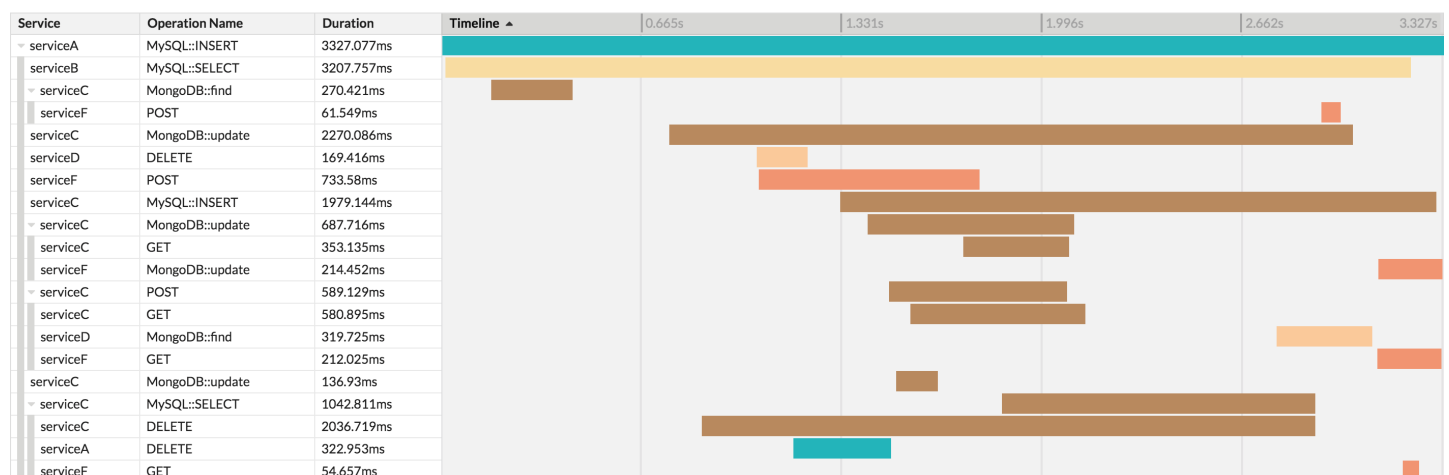 Service Operation Name Duration Timeline 0.665s 1.331s 1.996s 2.662s 3.327s
serviceA MySQL::INSERT 3327.077ms
serviceB MySQL::SELECT 3207.757ms
serviceC MongoDB::find 270.421ms
serviceF POST 61.549ms
serviceC MongoDB::update 2270.086ms
serviceD DELETE 169.416ms
serviceF POST 733.58ms
serviceC MySQL::INSERT 1979.144ms
serviceC MongoDB::update 687.716ms
serviceC GET 353.135ms
serviceF MongoDB::update 214.452ms
serviceC POST 589.129ms
serviceC GET 580.895ms
serviceD MongoDB::find 319.725ms
serviceF GET 212.025ms
serviceC MongoDB::update 136.93ms
serviceC MySQL::SELECT 1042.811ms
serviceC DELETE 2036.719ms
serviceA DELETE 322.953ms
serviceF GET 54.657ms